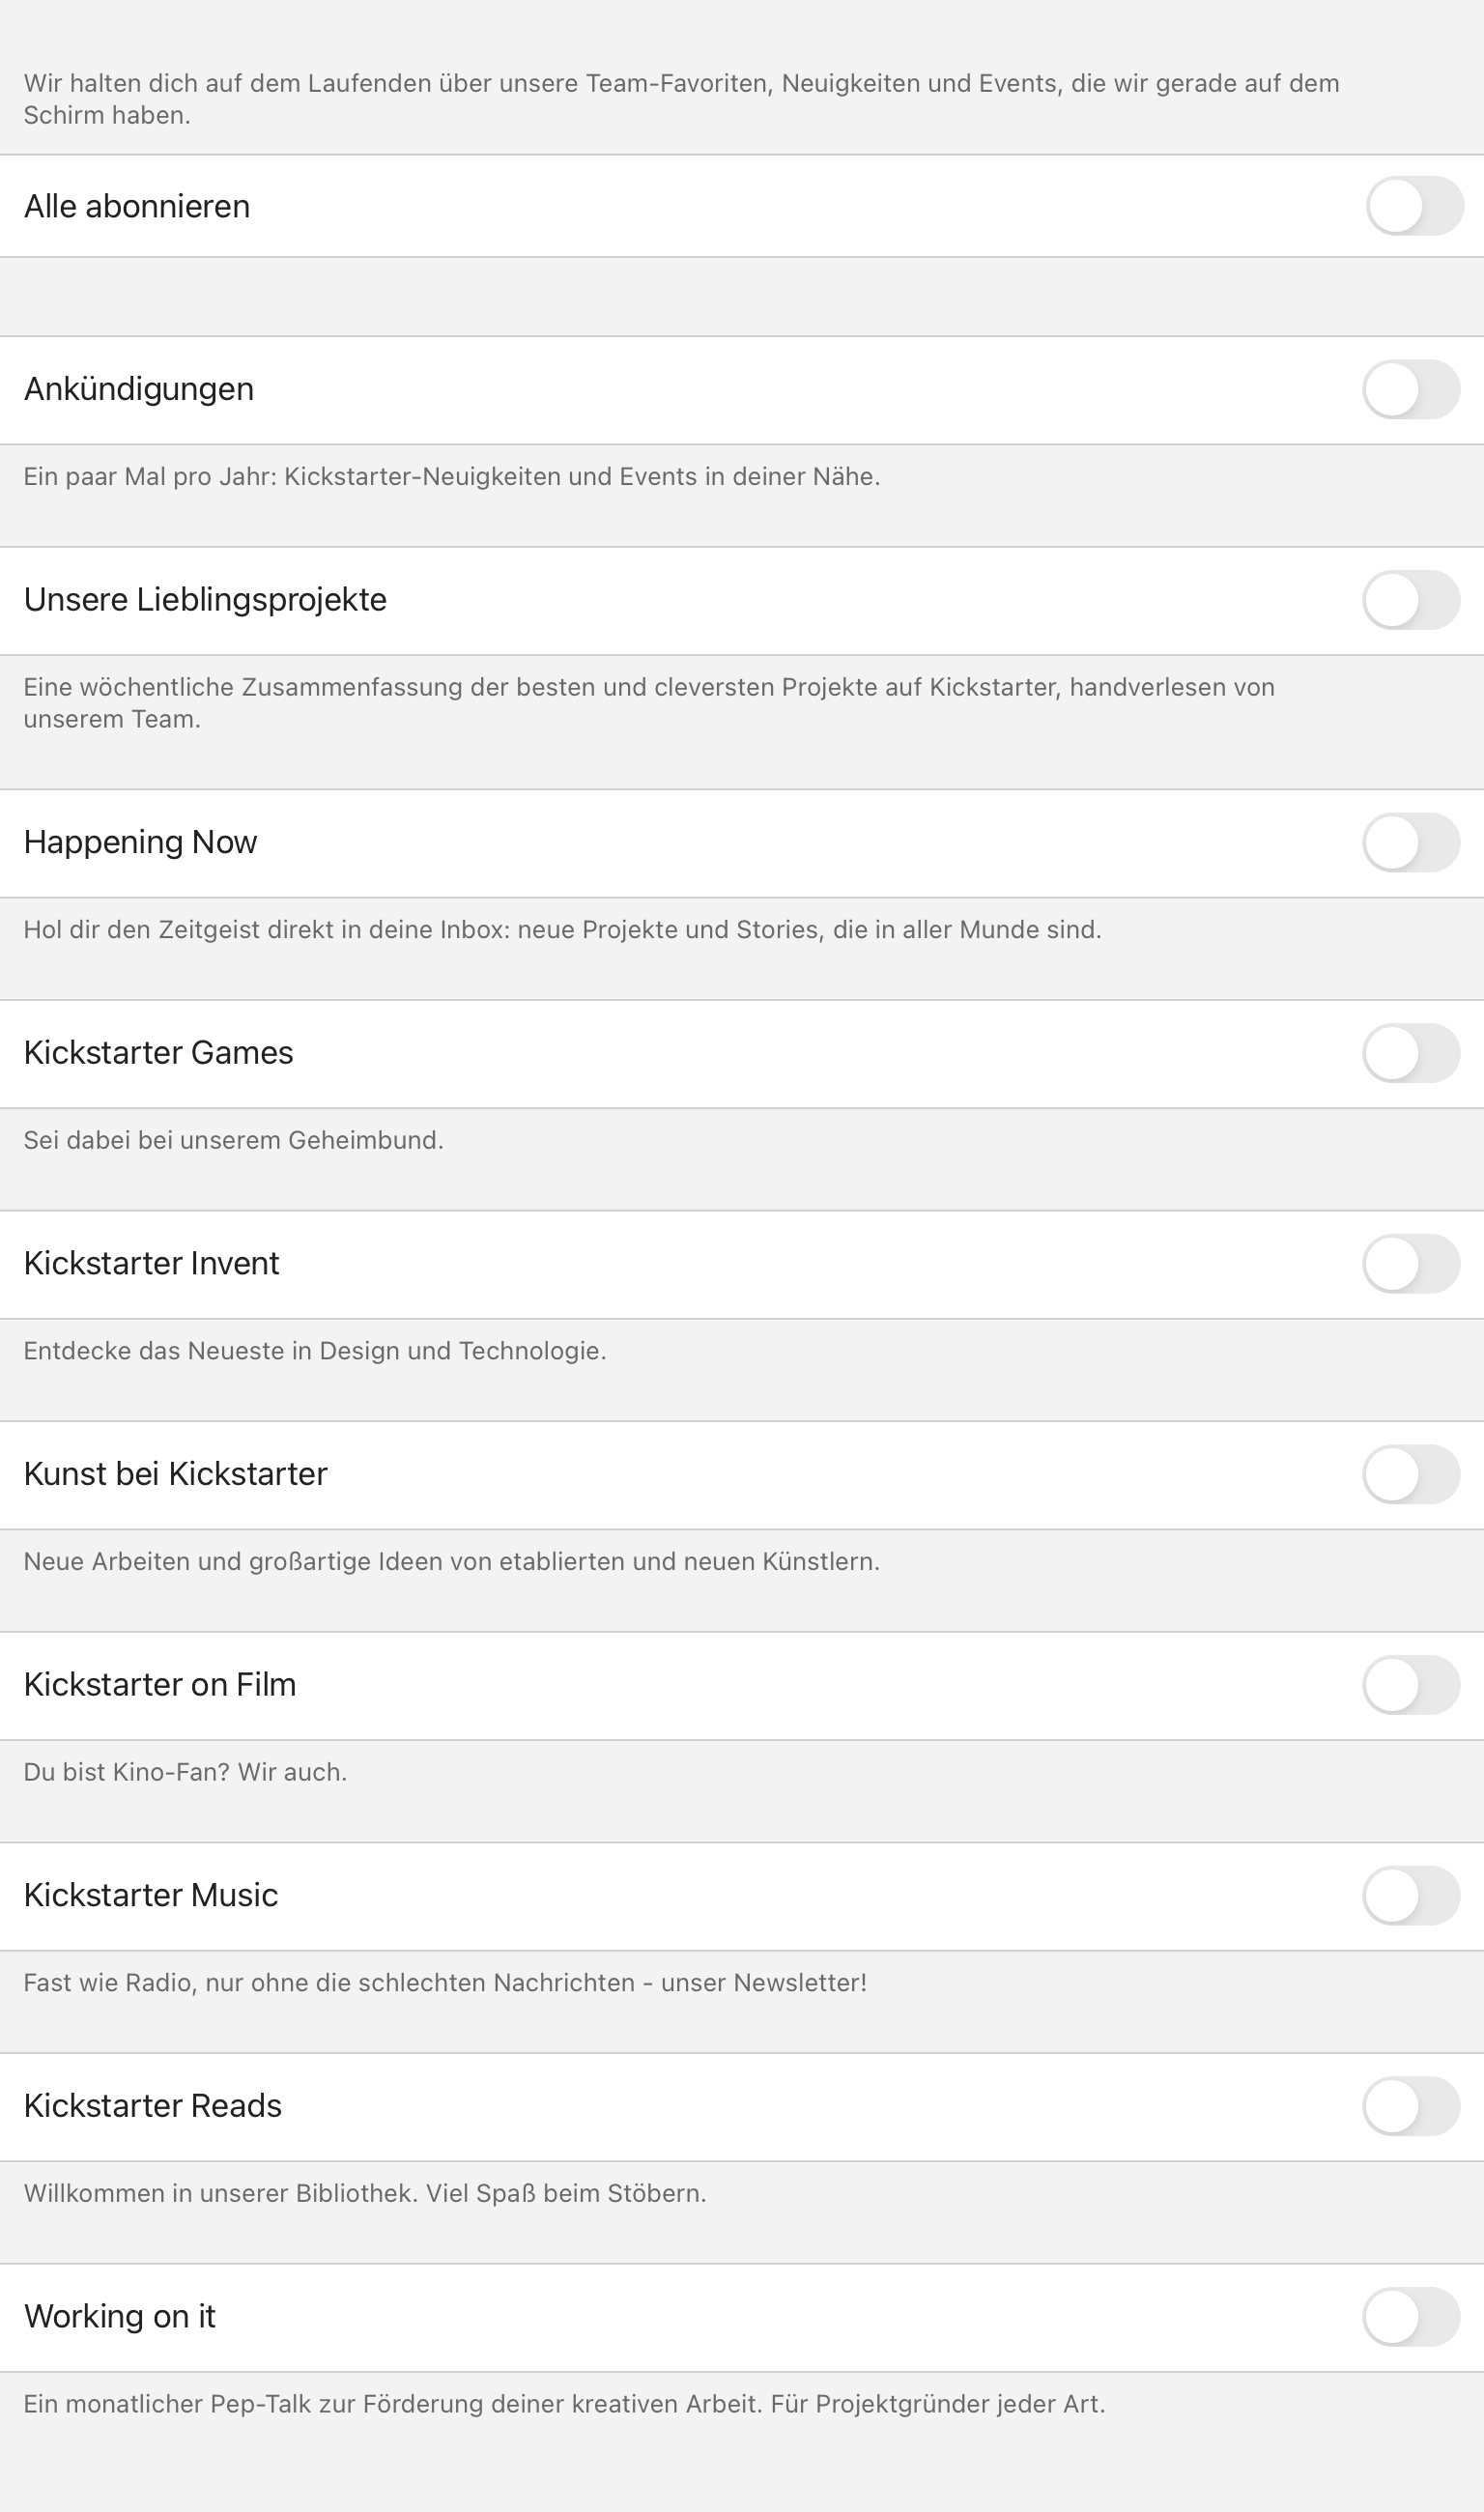 Wir halten dich auf dem Laufenden über unsere Team-Favoriten, Neuigkeiten und Events, die wir gerade auf dem
Schirm haben.
Alle abonnieren
Ankündigungen
Ein paar Mal pro Jahr: Kickstarter-Neuigkeiten und Events in deiner Nähe.
Unsere Lieblingsprojekte
Eine wöchentliche Zusammenfassung der besten und cleversten Projekte auf Kickstarter, handverlesen von
unserem Team.
Happening Now
Hol dir den Zeitgeist direkt in deine Inbox: neue Projekte und Stories, die in aller Munde sind.
Kickstarter Games
Sei dabei bei unserem Geheimbund.
Kickstarter Invent
Entdecke das Neueste in Design und Technologie.
Kunst bei Kickstarter
Neue Arbeiten und großartige Ideen von etablierten und neuen Künstlern.
Kickstarter on Film
Du bist Kino-Fan? Wir auch.
Kickstarter Music
Fast wie Radio, nur ohne die schlechten Nachrichten - unser Newsletter!
Kickstarter Reads
Willkommen in unserer Bibliothek. Viel Spaß beim Stöbern.
Working on it
Ein monatlicher Pep-Talk zur Förderung deiner kreativen Arbeit. Für Projektgründer jeder Art.